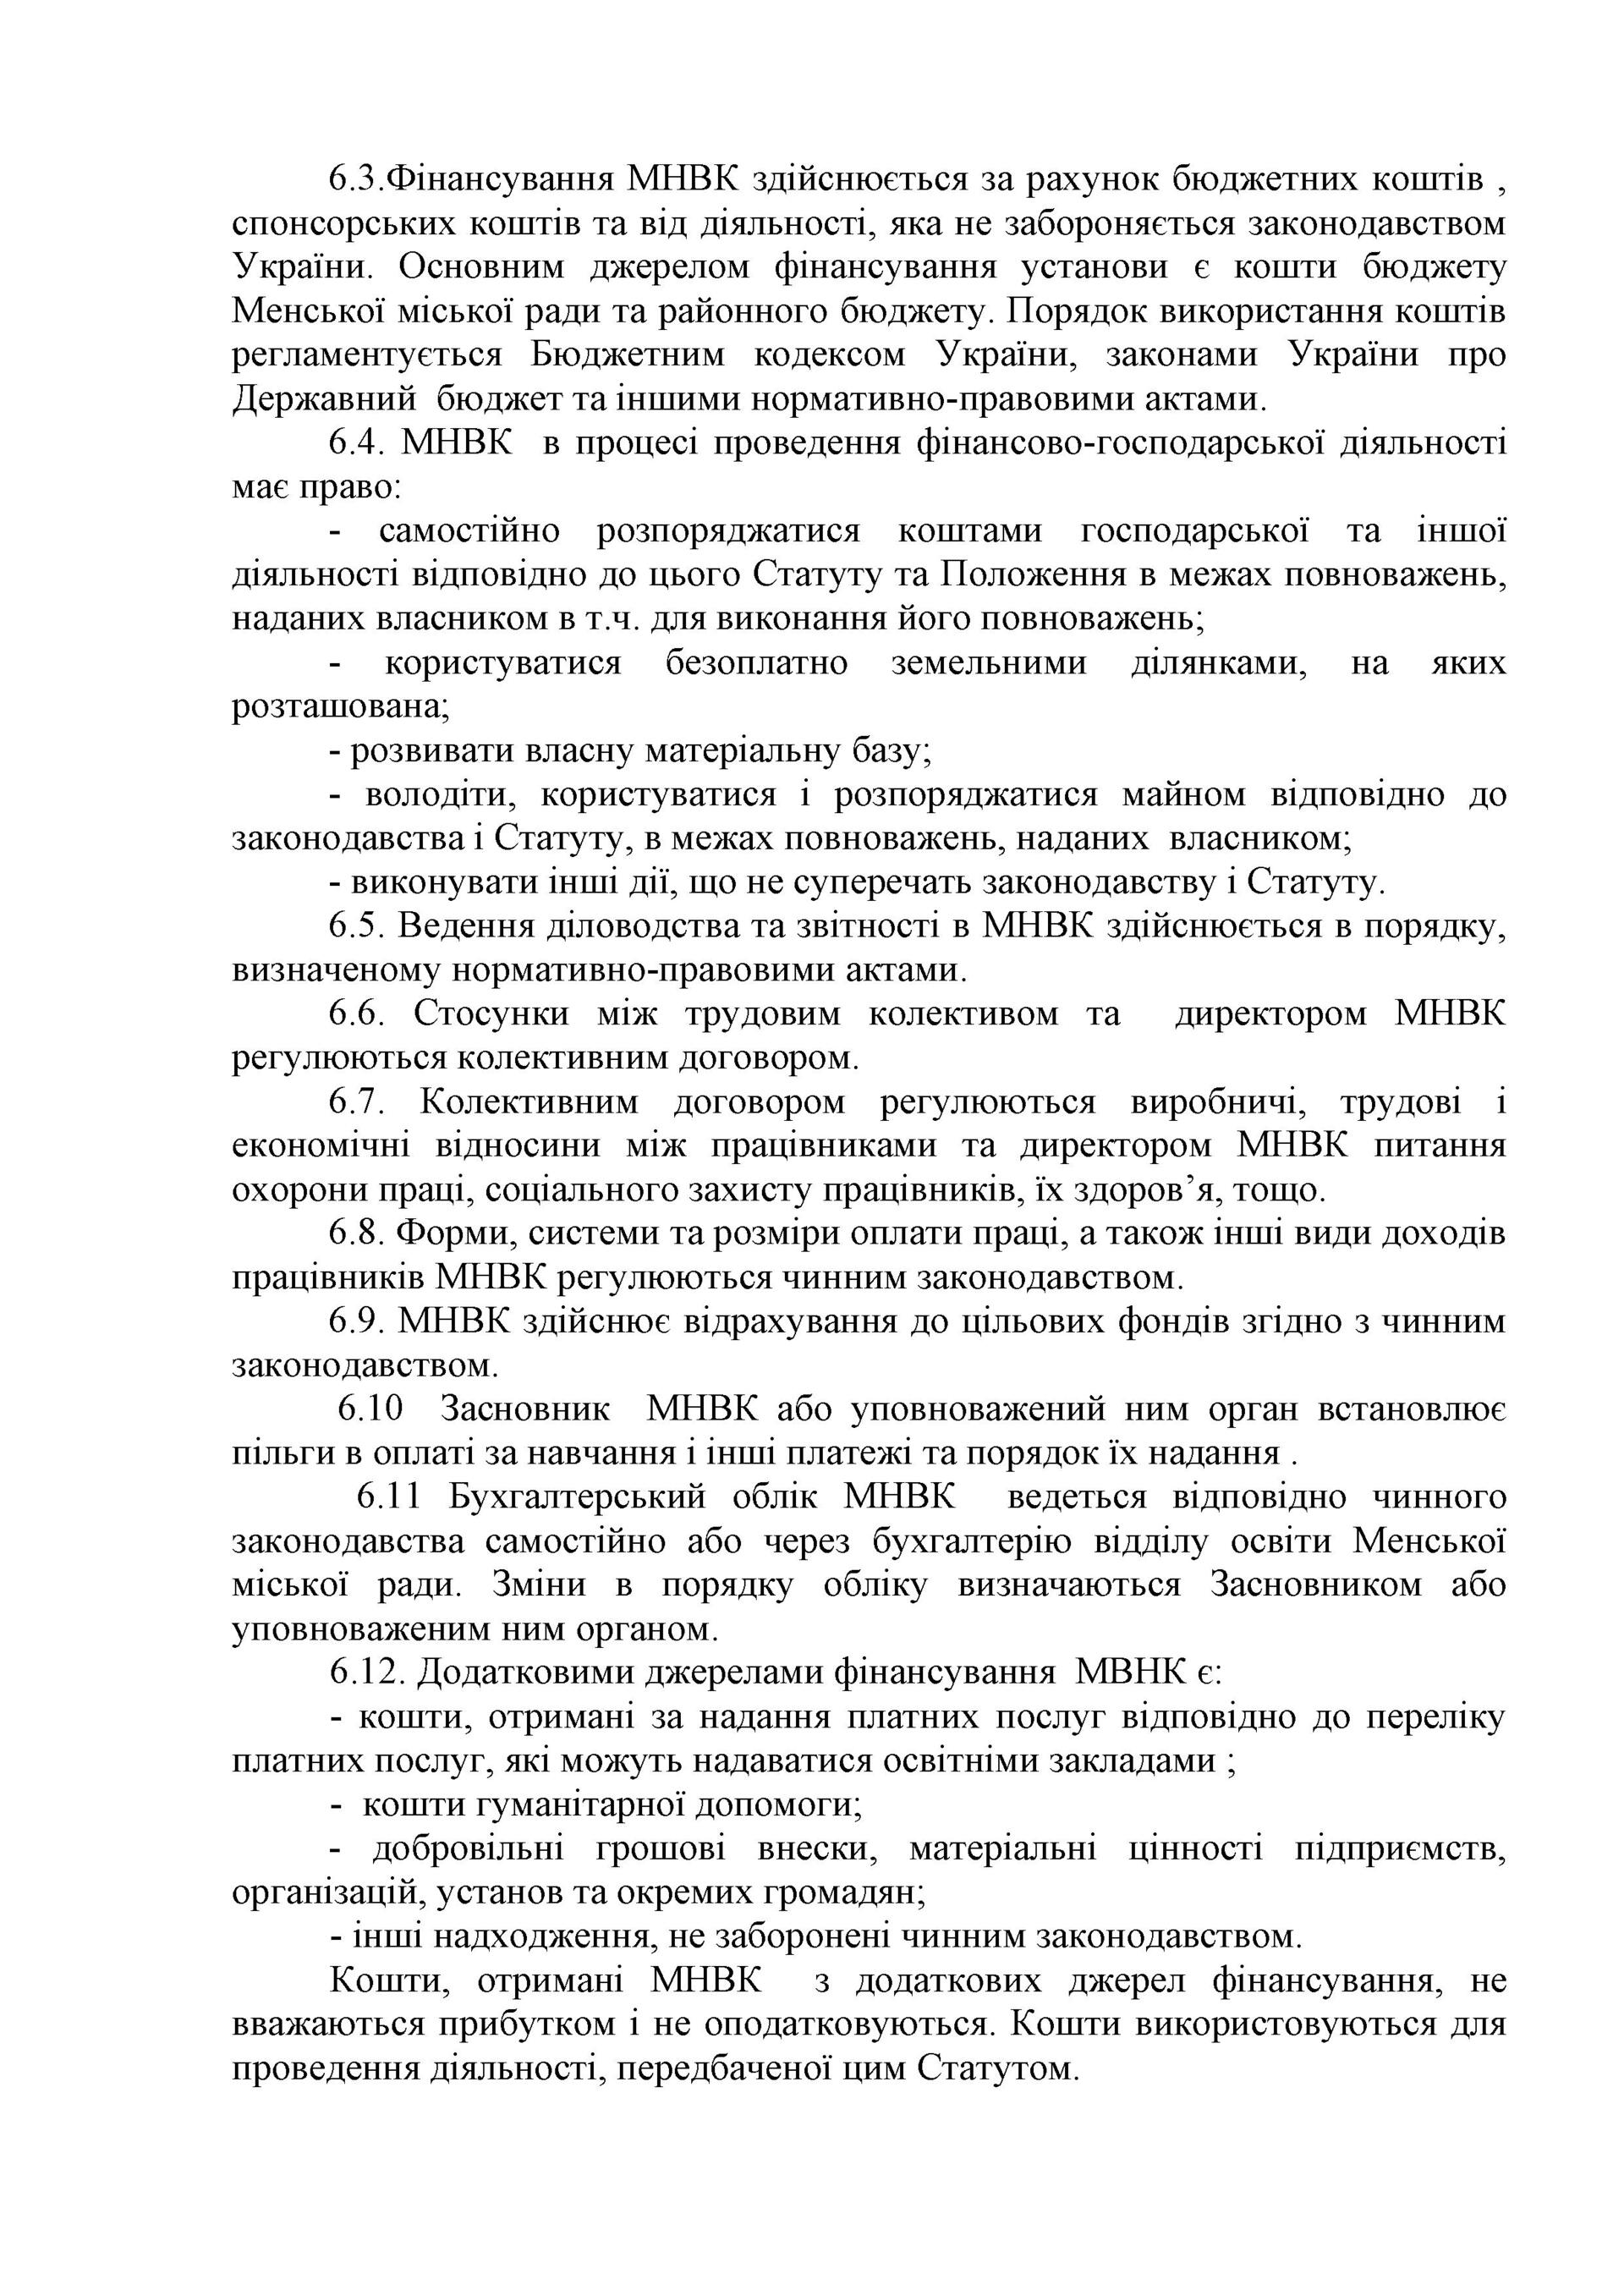 6.3.Фінансування МНВК здійснюється за рахунок бюджетних коштів ,
спонсорських коштів та від діяльності, яка не забороняється законодавством
України. Основним джерелом фінансування установи є кошти бюджету
Менської міської ради та районного бюджету. Порядок використання коштів
регламентується Бюджетним кодексом України, законами України про
Державний бюджет та іншими нормативно-правовими актами.
6.4. МНВК в процесі проведення фінансово-господарської діяльності
має право:
- самостійно розпоряджатися коштами господарської та іншої
діяльності відповідно до цього Статуту та Положення в межах повноважень,
наданих власником в т.ч. для виконання його повноважень;
- користуватися безоплатно земельними ділянками, на яких
розташована;
- розвивати власну матеріальну базу;
- володіти, користуватися і розпоряджатися майном відповідно до
законодавства і Статуту, в межах повноважень, наданих власником;
- виконувати інші дії, що не суперечать законодавству і Статуту.
6.5. Ведення діловодства та звітності в МНВК здійснюється в порядку,
визначеному нормативно-правовими актами.
6.6. Стосунки між трудовим колективом та директором МНВК
регулюються колективним договором.
6.7. Колективним договором регулюються виробничі, трудові і
економічні відносини між працівниками та директором МНВК питання
охорони праці, соціального захисту працівників, їх здоров’я, тощо.
6.8. Форми, системи та розміри оплати праці, а також інші види доходів
працівників МНВК регулюються чинним законодавством.
6.9. МНВК здійснює відрахування до цільових фондів згідно з чинним
законодавством.
6.10 Засновник МНВК або уповноважений ним орган встановлює
пільги в оплаті за навчання і інші платежі та порядок їх надання .
6.11 Бухгалтерський облік МНВК ведеться відповідно чинного
законодавства самостійно або через бухгалтерію відділу освіти Менської
міської ради. Зміни в порядку обліку визначаються Засновником або
уповноваженим ним органом.
6.12. Додатковими джерелами фінансування МВНК є:
- кошти, отримані за надання платних послуг відповідно до переліку
платних послуг, які можуть надаватися освітніми закладами ;
- кошти гуманітарної допомоги;
- добровільні грошові внески, матеріальні цінності підприємств,
організацій, установ та окремих громадян;
- інші надходження, не заборонені чинним законодавством.
Кошти, отримані МНВК з додаткових джерел фінансування, не
вважаються прибутком і не оподатковуються. Кошти використовуються для
проведення діяльності, передбаченої цим Статутом.